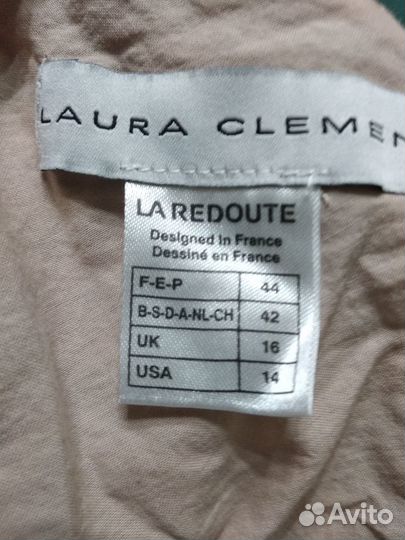 LAURA CLEMEN
LA REDOUTE
Designed in France
Dessiné en France
F-E-P 44
B-S-D-A-NL-CH 42
UK 16
USA 14
Avito